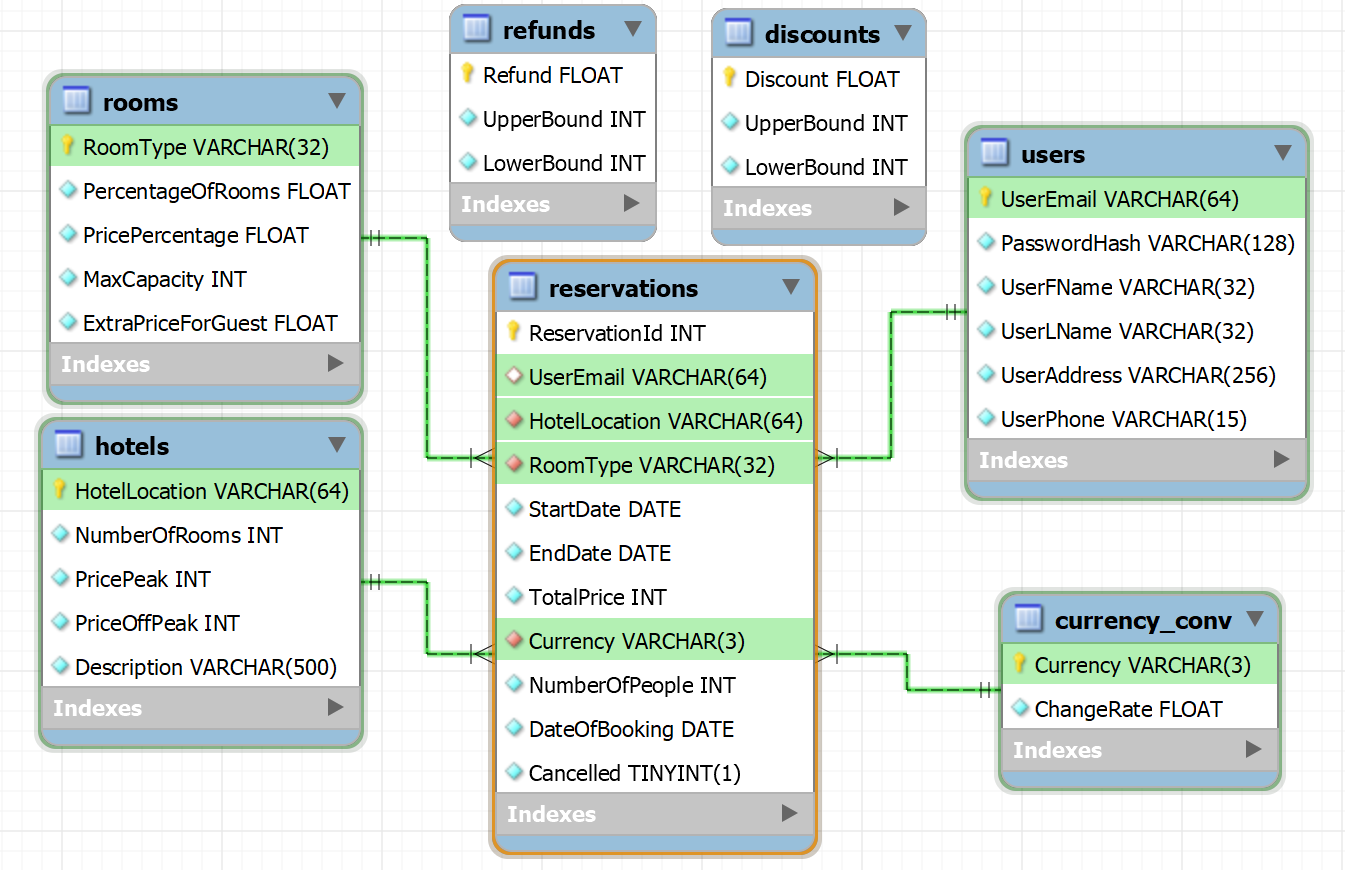 refunds
Refund FLOAT
UpperBound INT
LowerBound INT
Indexes
discounts
Discount FLOAT
UpperBound INT
LowerBound INT
Indexes
rooms
RoomType VARCHAR(32)
PercentageOfRooms FLOAT
PricePercentage FLOAT
MaxCapacity INT
ExtraPriceForGuest FLOAT
Indexes
users
UserEmail VARCHAR(64)
PasswordHash VARCHAR(128)
UserFName VARCHAR(32)
UserLName VARCHAR(32)
UserAddress VARCHAR(256)
UserPhone VARCHAR(15)
Indexes
reservations
ReservationId INT
UserEmail VARCHAR(64)
HotelLocation VARCHAR(64)
RoomType VARCHAR(32)
StartDate DATE
EndDate DATE
TotalPrice INT
Currency VARCHAR(3)
NumberOfPeople INT
DateOfBooking DATE
Cancelled TINYINT(1)
Indexes
hotels
HotelLocation VARCHAR(64)
NumberOfRooms INT
PricePeak INT
PriceOffPeak INT
Description VARCHAR(500)
Indexes
currency_conv
Currency VARCHAR(3)
ChangeRate FLOAT
Indexes